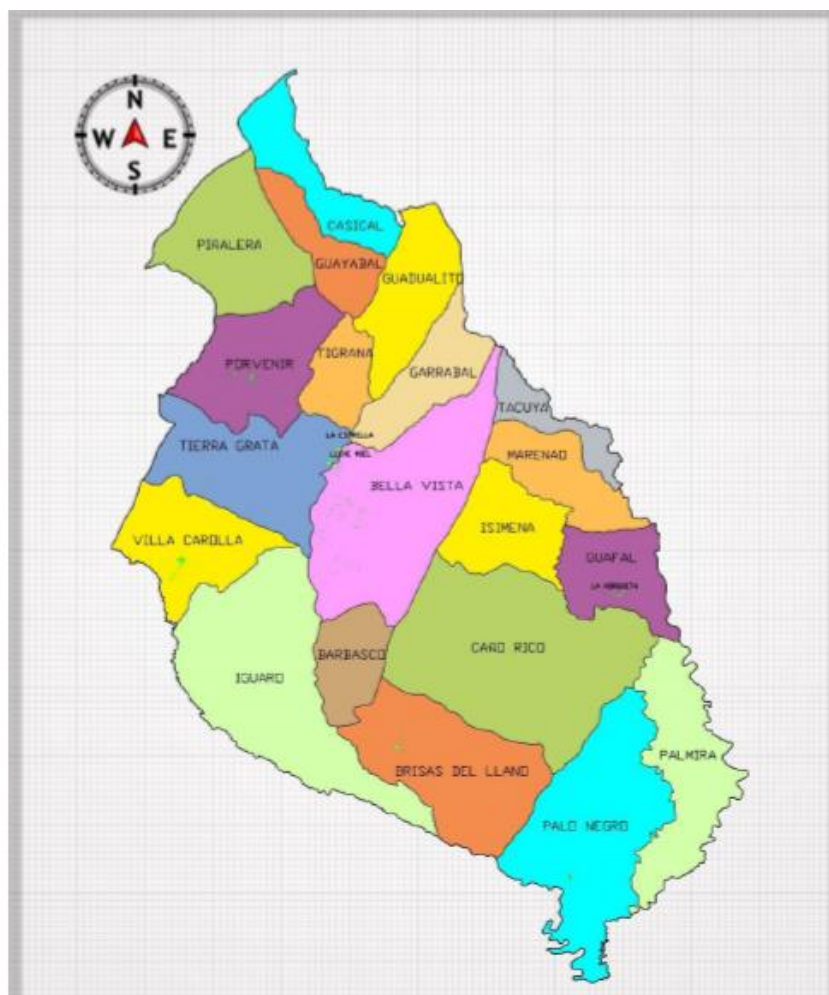 N
W E
S
CASICAL
PIRALERA
GUAYABAL
GUADUALITO
TIGRANA
PORVENIR
GARRABAL
TACUYA
TIERRA GRATA
MARENAO
BELLA VISTA
ISIMENA
VILLA CAROLLA
GUAFAL
CAÑO RICO
BARBASCO
IGUARO
PALMIRA
BRISAS DEL LLANO
PALO NEGRO